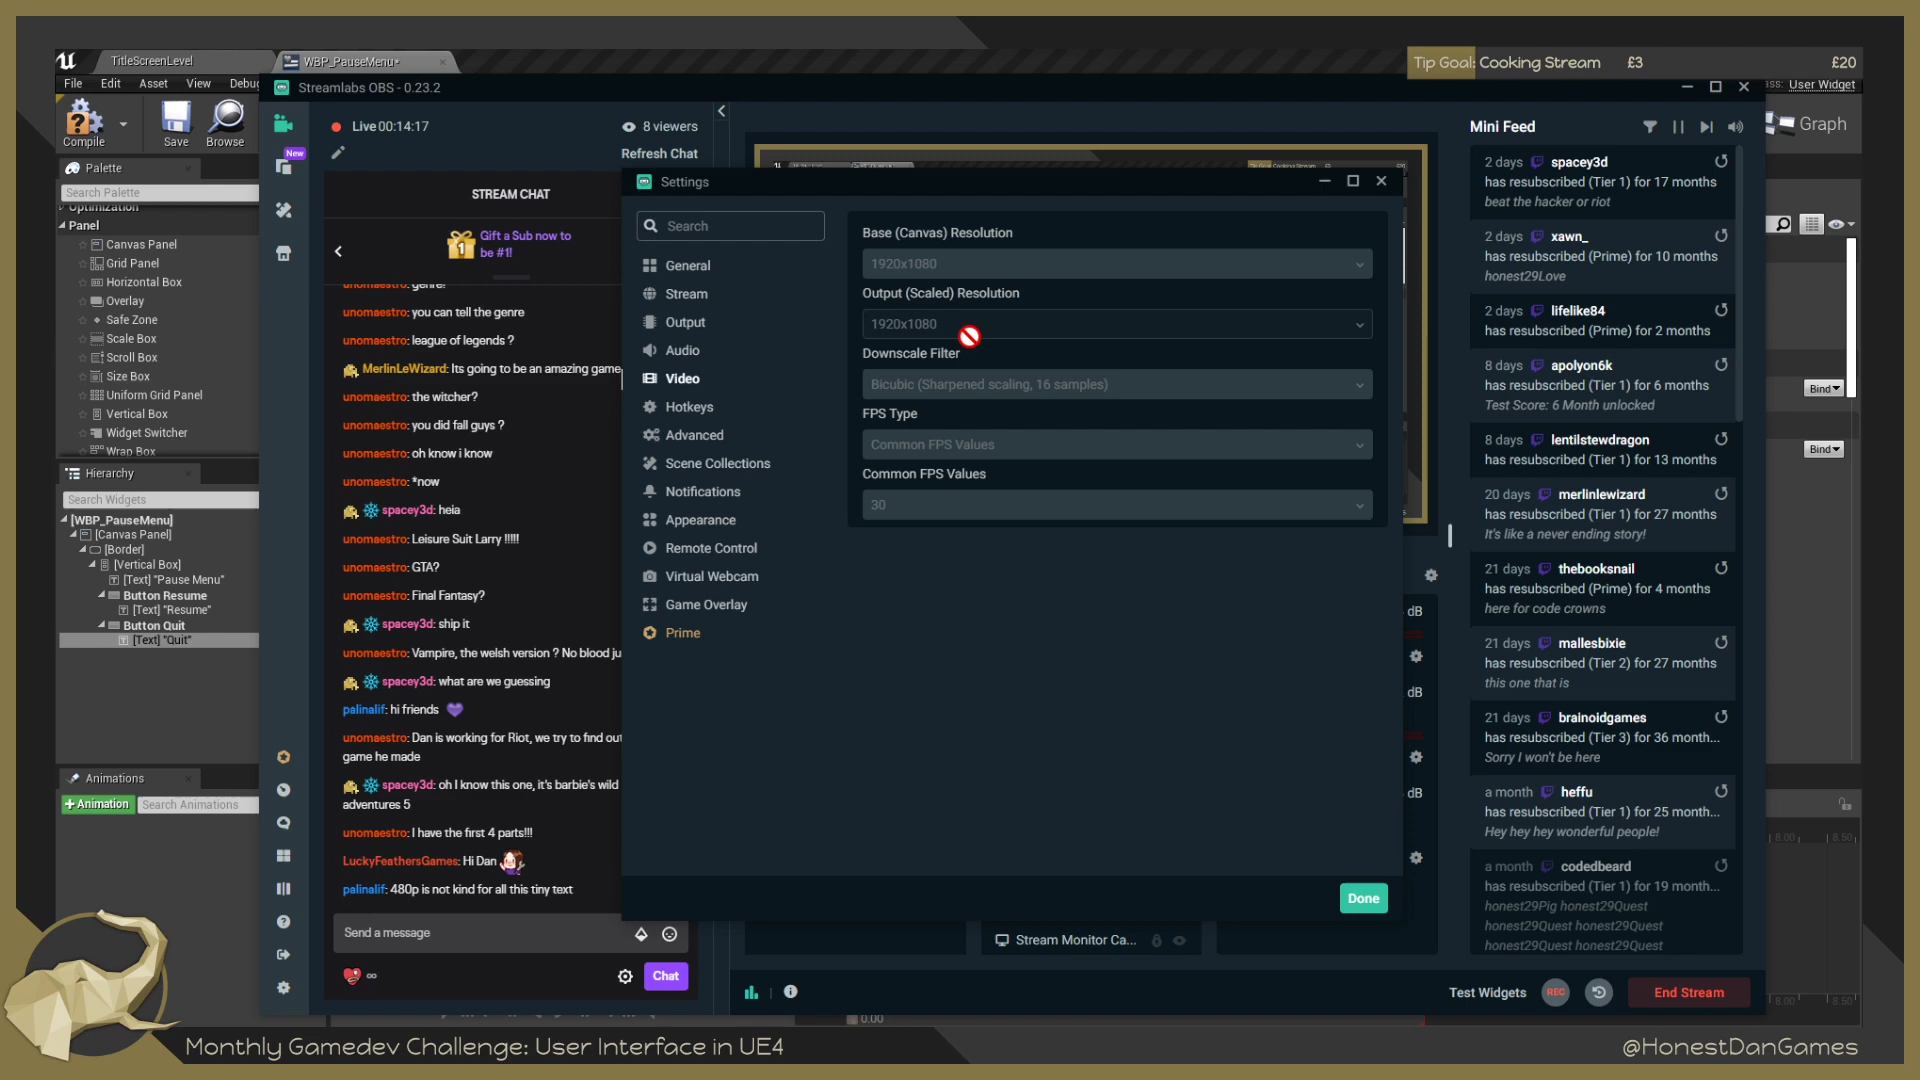 TitleScreenLevel
WBP_PauseMenu*
Tip Goal: Cooking Stream £3 £20
File Edit Asset View Debug
Streamlabs OBS - 0.23.2
User Widget
Compile
Save
Browse
Graph
Palette
Search Palette
Optimization
Panel
Canvas Panel
Grid Panel
Horizontal Box
Overlay
Safe Zone
Scale Box
Scroll Box
Size Box
Uniform Grid Panel
Vertical Box
Widget Switcher
Wrap Box
Hierarchy
Search Widgets
[WBP_PauseMenu]
[Canvas Panel]
[Border]
[Vertical Box]
[Text] "Pause Menu"
Button Resume
[Text] "Resume"
Button Quit
[Text] "Quit"
Animations
+Animation
Search Animations
New
Live 00:14:17
8 viewers
Refresh Chat
STREAM CHAT
1
Gift a Sub now to
be #1!
unomaestro: genre!
unomaestro: you can tell the genre
unomaestro: league of legends ?
MerlinLeWizard: Its going to be an amazing game
unomaestro: the witcher?
unomaestro: you did fall guys ?
unomaestro: oh know i know
unomaestro: *now
spacey3d: heia
unomaestro: Leisure Suit Larry !!!!!
unomaestro: GTA?
unomaestro: Final Fantasy?
spacey3d: ship it
unomaestro: Vampire, the welsh version ? No blood ju
spacey3d: what are we guessing
palinalif: hi friends
unomaestro: Dan is working for Riot, we try to find out
game he made
spacey3d: oh I know this one, it's barbie's wild
adventures 5
unomaestro: I have the first 4 parts!!!
LuckyFeathersGames: Hi Dan
palinalif: 480p is not kind for all this tiny text
Send a message
∞
Chat
Settings
Search
General
Stream
Output
Audio
Video
Hotkeys
Advanced
Scene Collections
Notifications
Appearance
Remote Control
Virtual Webcam
Game Overlay
Prime
Base (Canvas) Resolution
1920x1080
Output (Scaled) Resolution
1920x1080
Downscale Filter
Bicubic (Sharpened scaling, 16 samples)
FPS Type
Common FPS Values
Common FPS Values
30
Done
dB
dB
dB
Stream Monitor Ca...
Mini Feed
2 days spacey3d
has resubscribed (Tier 1) for 17 months
beat the hacker or riot
2 days xawn_
has resubscribed (Prime) for 10 months
honest29Love
2 days lifelike84
has resubscribed (Prime) for 2 months
8 days apolyon6k
has resubscribed (Tier 1) for 6 months
Test Score: 6 Month unlocked
8 days lentilstewdragon
has resubscribed (Tier 1) for 13 months
20 days merlinlewizard
has resubscribed (Tier 1) for 27 months
It's like a never ending story!
21 days thebooksnail
has resubscribed (Prime) for 4 months
here for code crowns
21 days mallesbixie
has resubscribed (Tier 2) for 27 months
this one that is
21 days brainoidgames
has resubscribed (Tier 3) for 36 month...
Sorry I won't be here
a month heffu
has resubscribed (Tier 1) for 25 month...
Hey hey hey wonderful people!
a month codedbeard
has resubscribed (Tier 1) for 19 month...
honest29Pig honest29Quest
honest29Quest honest29Quest
honest29Quest honest29Quest
Bind
Bind
8.00 8.50
8.00 8.50
Test Widgets
REC
End Stream
0.00
Monthly Gamedev Challenge: User Interface in UE4
@HonestDanGames